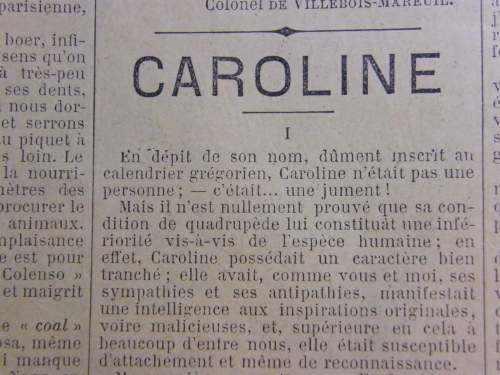 parisienne,
boer, infi-
sens qu'on
à très-peu
ses dents,
nous dor-
et serrons
au piquet à
s loin. Le
la nourri-
mètres des
procurer le
animaux.
mplaisance
e est pour
Colenso »
et maigrit
e « coal »
osa, même
i manque
Colonel DE VILLEBOIS-MAREUIL.
CAROLINE
I
En dépit de son nom, dûment inscrit au
calendrier grégorien, Caroline n'était pas une
personne; — c'était... une jument!
Mais il n'est nullement prouvé que sa con-
dition de quadrupède lui constituât une infé-
riorité vis-à-vis de l'espèce humaine; en
effet, Caroline possédait un caractère bien
tranché; elle avait, comme vous et moi, ses
sympathies et ses antipathies, manifestait
une intelligence aux inspirations originales,
voire malicieuses, et, supérieure en cela à
beaucoup d'entre nous, elle était susceptible
d'attachement et même de reconnaissance.